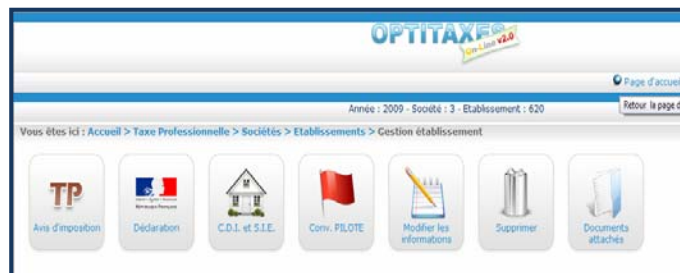 OPTITAXES
On-Line v2.0
Page d'accueil
Année : 2009 - Société : 3 - Etablissement : 620
Retour la page d
Vous êtes ici : Accueil > Taxe Professionnelle > Sociétés > Etablissements > Gestion établissement
TP
Avis d'imposition
Déclaration
C.D.I. et S.I.E.
Conv. PILOTE
Modifier les
informations
Supprimer
Documents
attachés